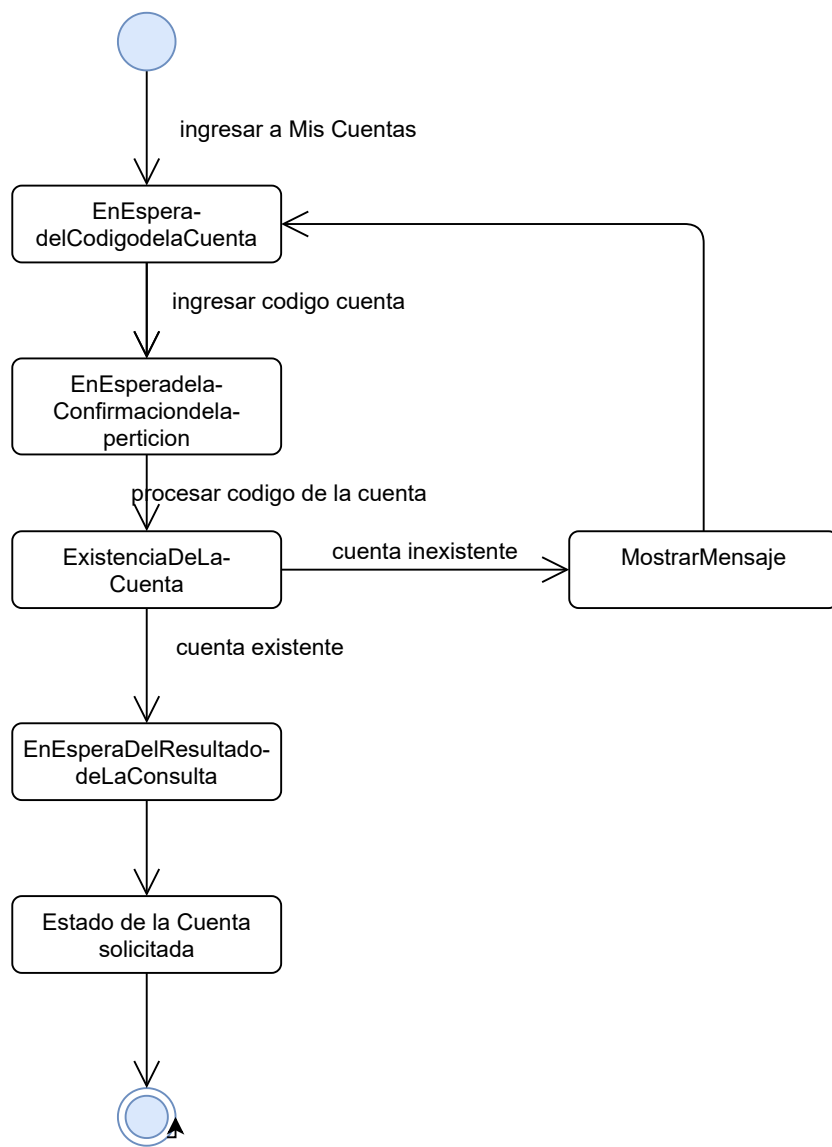 ingresar a Mis Cuentas
EnEspera-
delCodigodelaCuenta
ingresar codigo cuenta
EnEsperadela-
Confirmaciondela-
perticion
procesar codigo de la cuenta
ExistenciaDeLa-
Cuenta
cuenta inexistente
MostrarMensaje
cuenta existente
EnEsperaDelResultado-
deLaConsulta
Estado de la Cuenta
solicitada